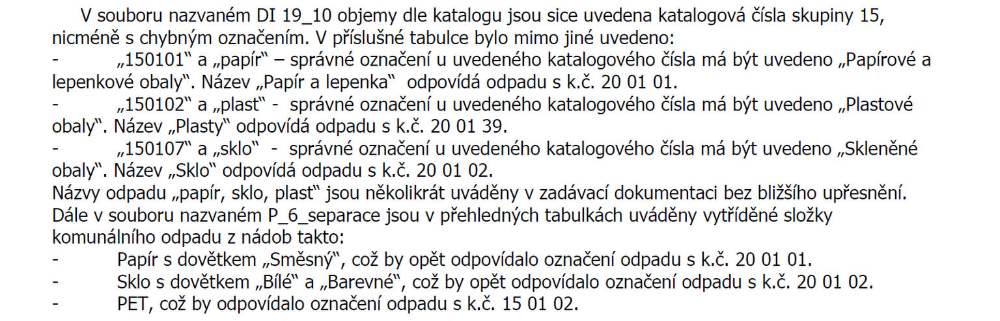 V souboru nazvaném DI 19_10 objemy dle katalogu jsou sice uvedena katalogová čísla skupiny 15,
nicméně s chybným označením. V příslušné tabulce bylo mimo jiné uvedeno:
- „150101“ a „papír“ – správné označení u uvedeného katalogového čísla má být uvedeno „Papírové a
lepenkové obaly“. Název „Papír a lepenka“ odpovídá odpadu s k.č. 20 01 01.
- „150102“ a „plast“ - správné označení u uvedeného katalogového čísla má být uvedeno „Plastové
obaly“. Název „Plasty“ odpovídá odpadu s k.č. 20 01 39.
- „150107“ a „sklo“ - správné označení u uvedeného katalogového čísla má být uvedeno „Skleněné
obaly“. Název „Sklo“ odpovídá odpadu s k.č. 20 01 02.
Názvy odpadu „papír, sklo, plast“ jsou několikrát uváděny v zadávací dokumentaci bez bližšího upřesnění.
Dále v souboru nazvaném P_6_separace jsou v přehledných tabulkách uváděny vytříděné složky
komunálního odpadu z nádob takto:
- Papír s dovětkem „Směsný“, což by opět odpovídalo označení odpadu s k.č. 20 01 01.
- Sklo s dovětkem „Bílé“ a „Barevné“, což by opět odpovídalo označení odpadu s k.č. 20 01 02.
- PET, což by odpovídalo označení odpadu s k.č. 15 01 02.